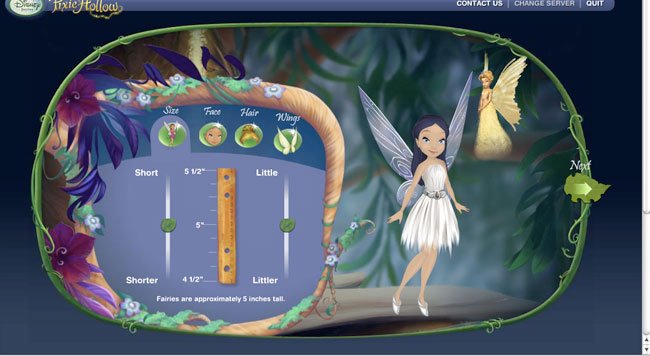 Disney
Pixie Hollow
CONTACT US | CHANGE SERVER | QUIT
Size Face Hair Wings
Short 5 1/2" Little
5"
Shorter 4 1/2" Littler
Fairies are approximately 5 inches tall.
Next